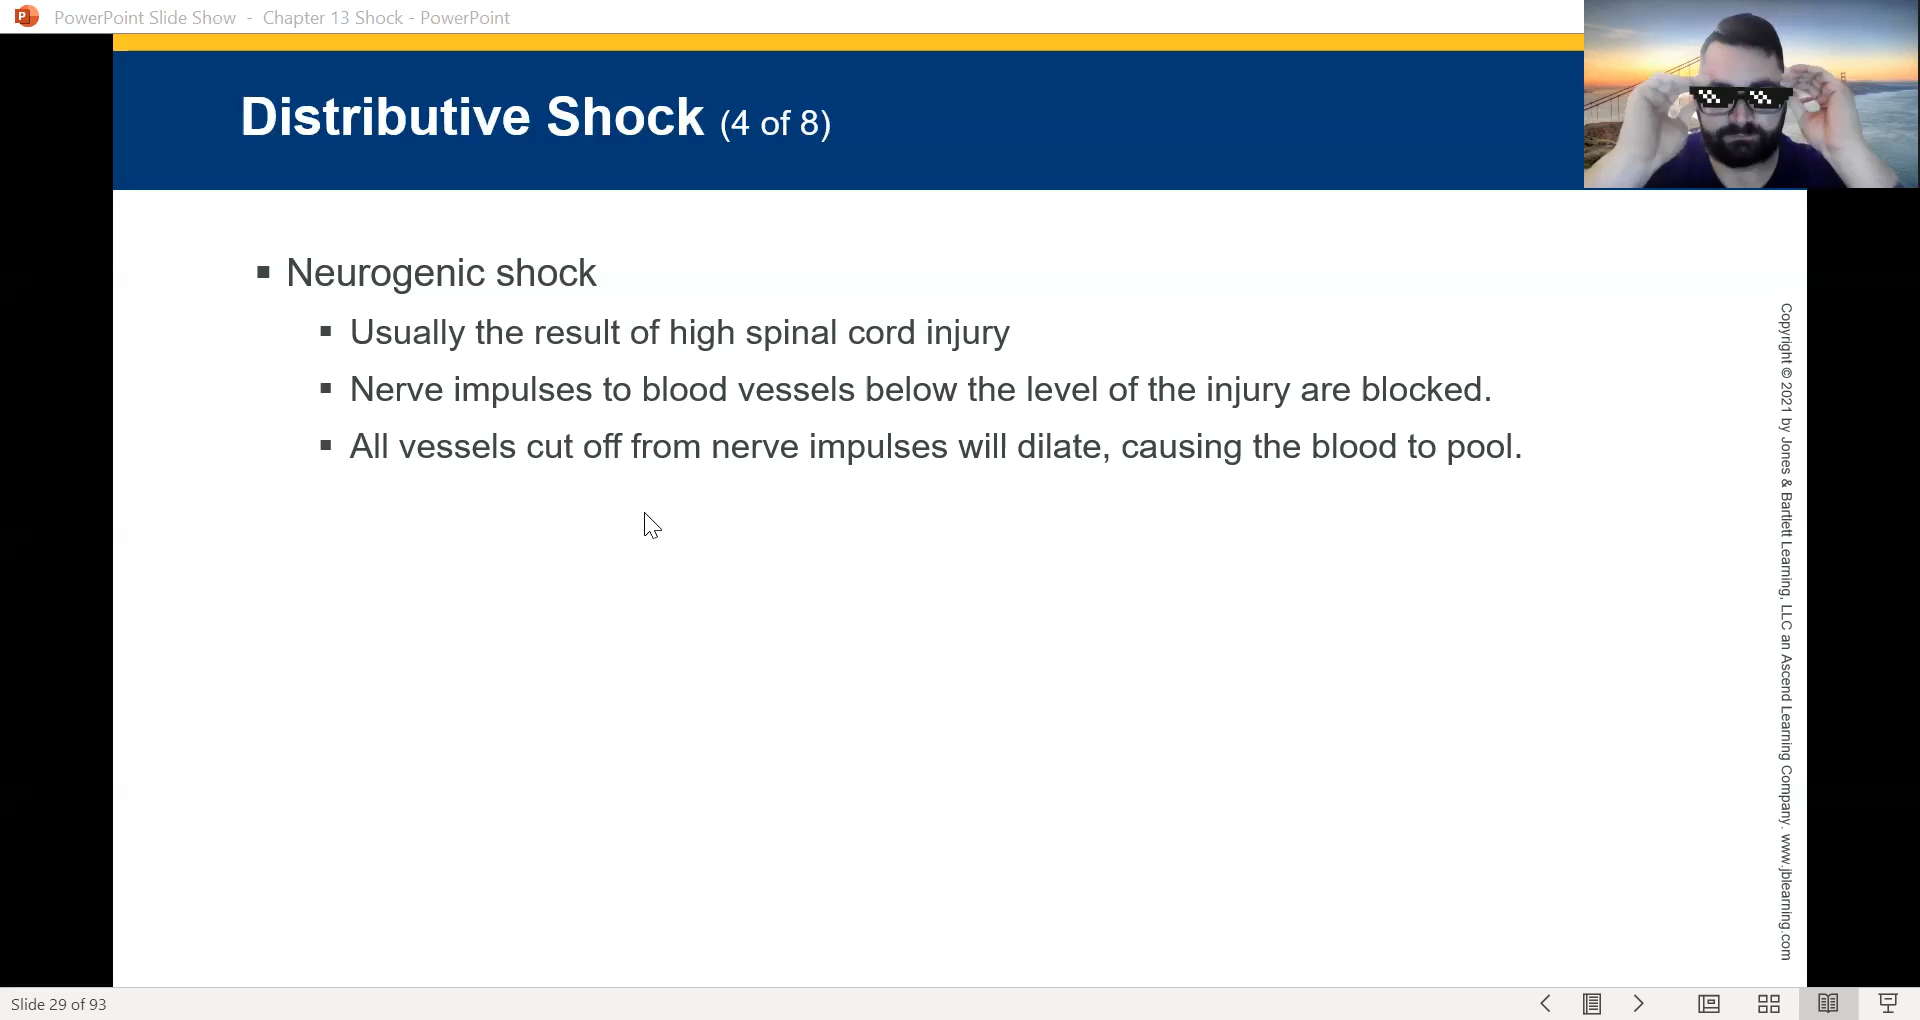 PowerPoint Slide Show - Chapter 13 Shock - PowerPoint
Distributive Shock (4 of 8)
▪ Neurogenic shock
▪ Usually the result of high spinal cord injury
▪ Nerve impulses to blood vessels below the level of the injury are blocked.
▪ All vessels cut off from nerve impulses will dilate, causing the blood to pool.
Copyright © 2021 by Jones & Bartlett Learning, LLC an Ascend Learning Company. www.jblearning.com
Slide 29 of 93